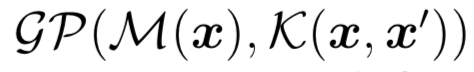 𝒢𝒫(ℳ(𝒙), 𝒦(𝒙, 𝒙′))